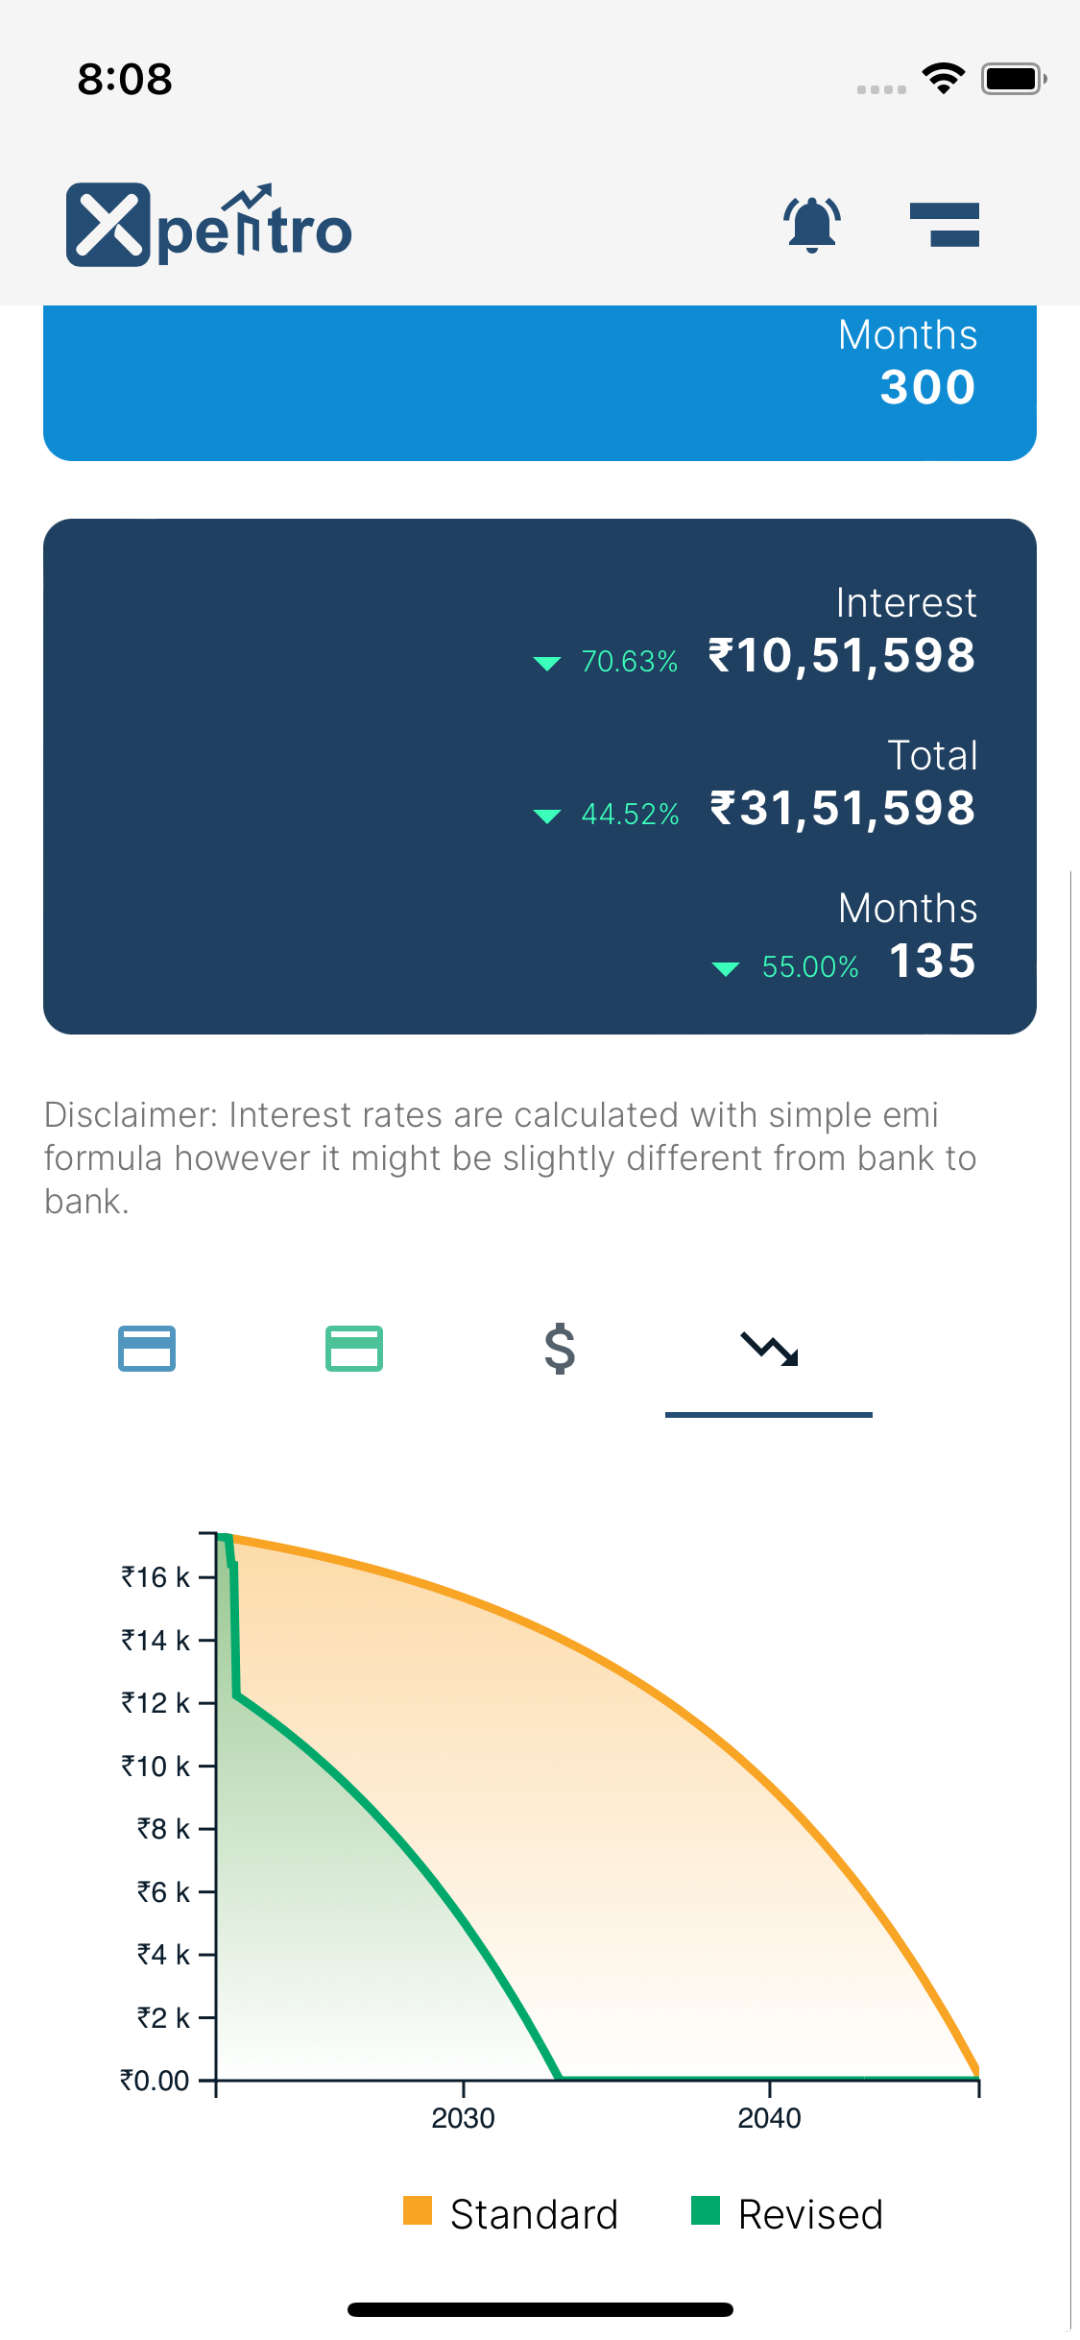 8:08
Xpentro
Months
300
Interest
70.63% ₹10,51,598
Total
44.52% ₹31,51,598
Months
55.00% 135
Disclaimer: Interest rates are calculated with simple emi
formula however it might be slightly different from bank to
bank.
$
₹16 k
₹14 k
₹12 k
₹10 k
₹8 k
₹6 k
₹4 k
₹2 k
₹0.00
2030 2040
Standard Revised